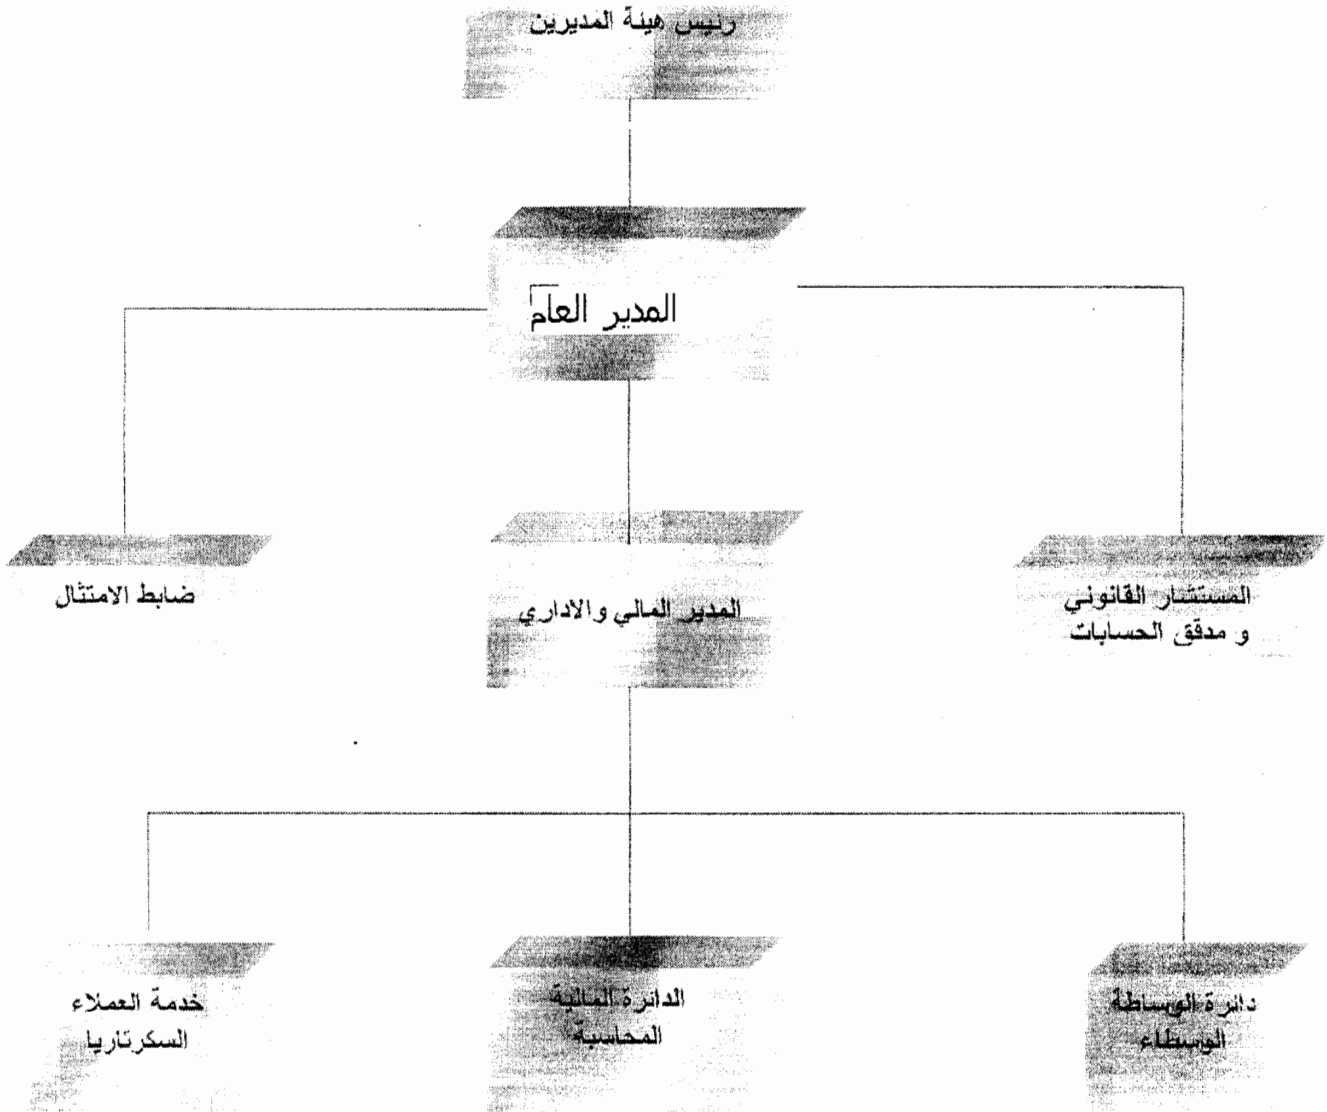 رئيس هيئة المديرين
المدير العام
المستشار القانوني
و مدقق الحسابات
المدير المالي والاداري
ضابط الامتثال
دائرة الوساطة
الوسطاء
الدائرة المالية
المحاسبة
خدمة العملاء
السكرتاريا